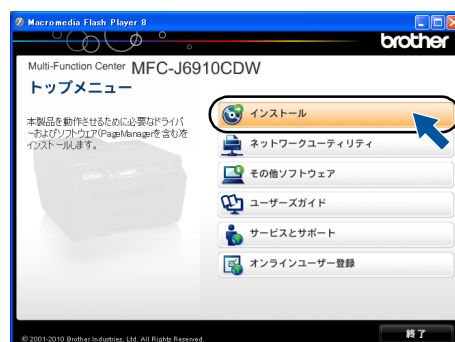 Macromedia Flash Player 8
brother
Multi-Function Center MFC-J6910CDW
トップメニュー
本製品を動作させるために必要なドライバ
ーおよびソフトウェア(PageManagerを含む)を
インストールします。
インストール
ネットワークユーティリティ
その他ソフトウェア
ユーザーズガイド
サービスとサポート
オンラインユーザー登録
© 2001-2010 Brother Industries, Ltd. All Rights Reserved.
終了